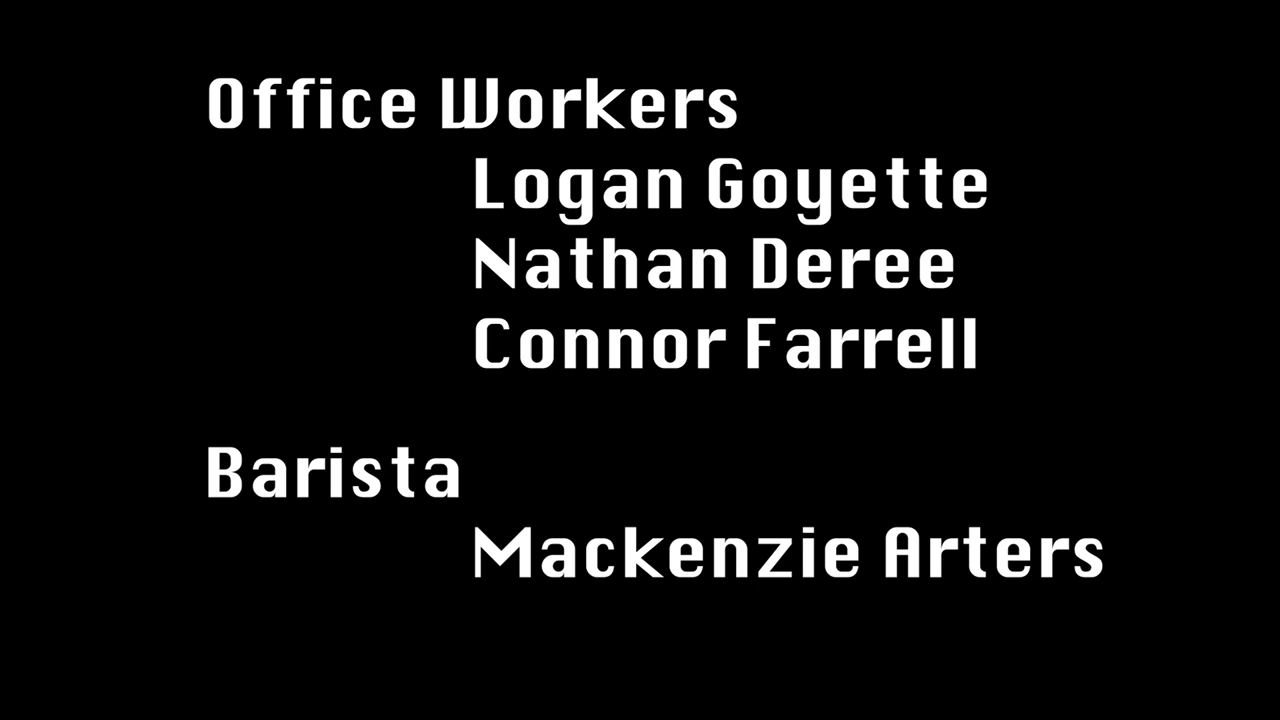 Office Workers
Logan Goyette
Nathan Deree
Connor Farrell
Barista
Mackenzie Arters